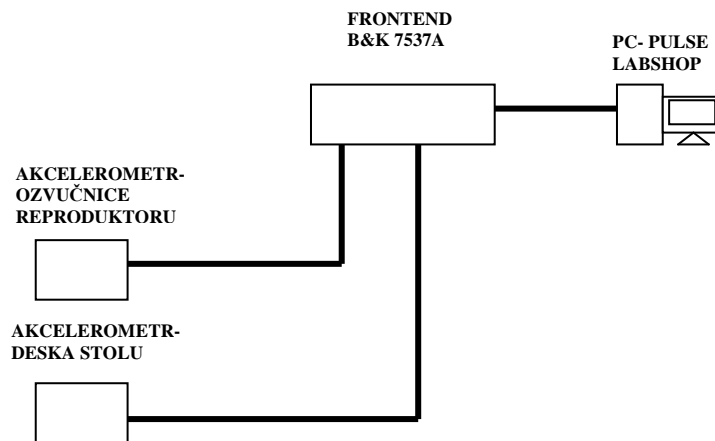 FRONTEND
B&K 7537A
PC- PULSE
LABSHOP
AKCELEROMETR-
OZVUČNICE
REPRODUKTORU
AKCELEROMETR-
DESKA STOLU